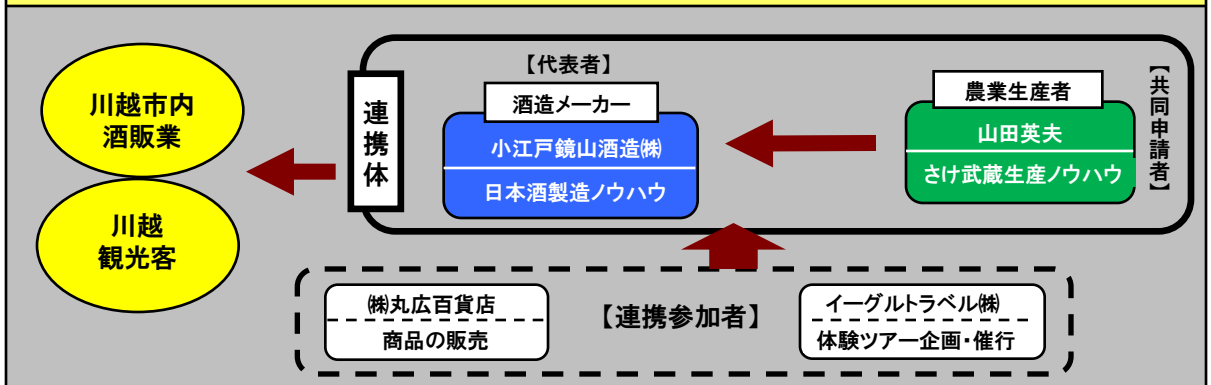 川越市内
酒販業
川越
観光客
連携体
【代表者】
酒造メーカー
小江戸鏡山酒造㈱
日本酒製造ノウハウ
農業生産者
山田英夫
さけ武蔵生産ノウハウ
【共同申請者】
㈱丸広百貨店
商品の販売
【連携参加者】
イーグルトラベル㈱
体験ツアー企画・催行